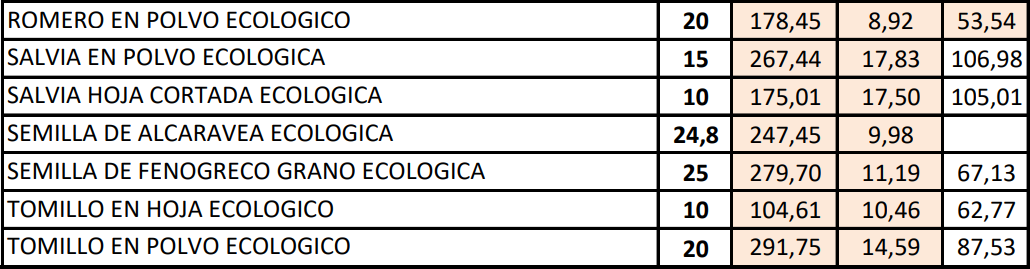 ROMERO EN POLVO ECOLOGICO 20 178,45 8,92 53,54
SALVIA EN POLVO ECOLOGICA 15 267,44 17,83 106,98
SALVIA HOJA CORTADA ECOLOGICA 10 175,01 17,50 105,01
SEMILLA DE ALCARAVEA ECOLOGICA 24,8 247,45 9,98
SEMILLA DE FENOGRECO GRANO ECOLOGICA 25 279,70 11,19 67,13
TOMILLO EN HOJA ECOLOGICO 10 104,61 10,46 62,77
TOMILLO EN POLVO ECOLOGICO 20 291,75 14,59 87,53